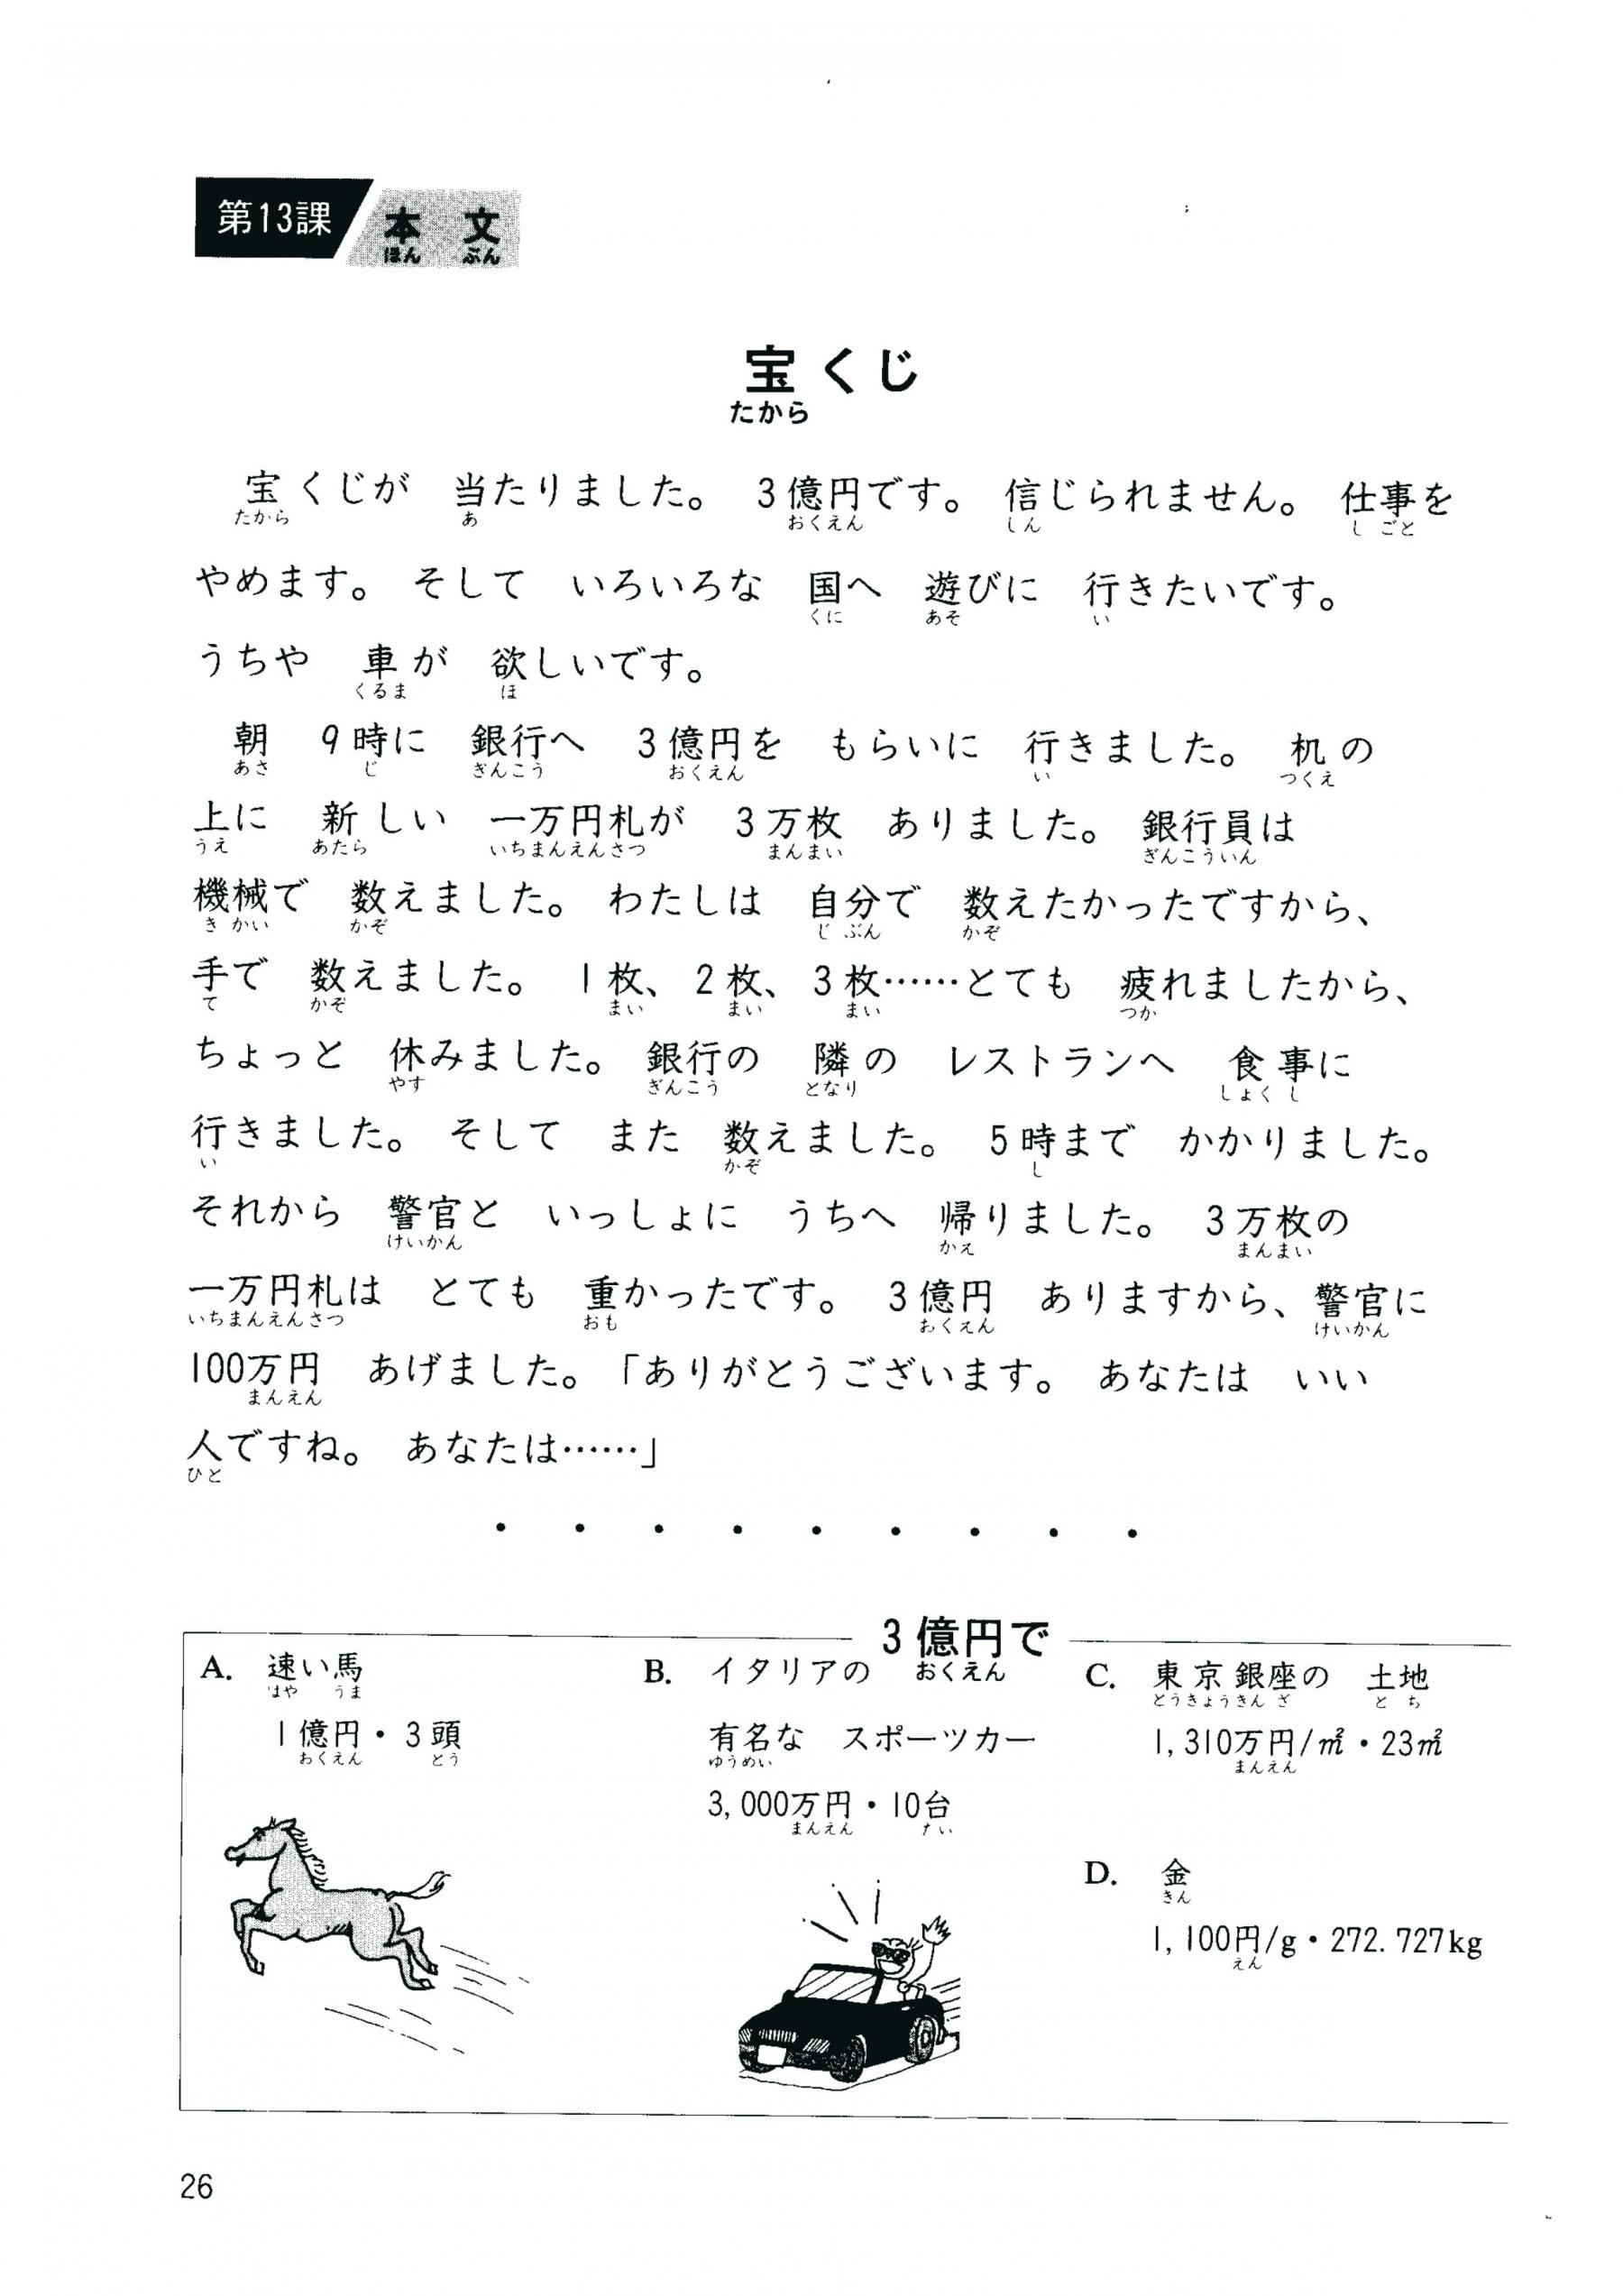 第13課 本文
ほん ぶん
宝くじ
たから
宝くじが 当たりました。 3億円です。 信じられません。 仕事を
たから あ おくえん しん し ごと
やめます。 そして いろいろな 国へ 遊びに 行きたいです。
くに あそ い
うちや 車が 欲しいです。
くるま ほ
朝 9時に 銀行へ 3億円を もらいに 行きました。 机の
あさ じ ぎんこう おくえん い つくえ
上に 新しい 一万円札が 3万枚 ありました。 銀行員は
うえ あたら いちまんえんさつ まんまい ぎんこういん
機械で 数えました。 わたしは 自分で 数えたかったですから、
き かい かぞ じ ぶん かぞ
手で 数えました。 1枚、2枚、3枚……とても 疲れましたから、
て かぞ まい まい まい つか
ちょっと 休みました。 銀行の 隣の レストランへ 食事に
やす ぎんこう となり しょく し
行きました。 そして また 数えました。 5時まで かかりました。
い かぞ じ
それから 警官と いっしょに うちへ 帰りました。 3万枚の
けいかん かえ まんまい
一万円札は とても 重かったです。 3億円 ありますから、警官に
いちまんえんさつ おも おくえん けいかん
100万円 あげました。「ありがとうございます。 あなたは いい
まんえん
人ですね。 あなたは……」
ひと
・ ・ ・ ・ ・ ・ ・ ・ ・
3億円で
おくえん
A. 速い馬
はや うま
1億円・3頭
おくえん とう
B. イタリアの
有名な スポーツカー
ゆうめい
3,000万円・10台
まんえん だい
C. 東京銀座の 土地
とうきょうぎん ざ と ち
1,310万円/㎡・23㎡
まんえん
D. 金
きん
1,100円/g・272.727kg
えん
26